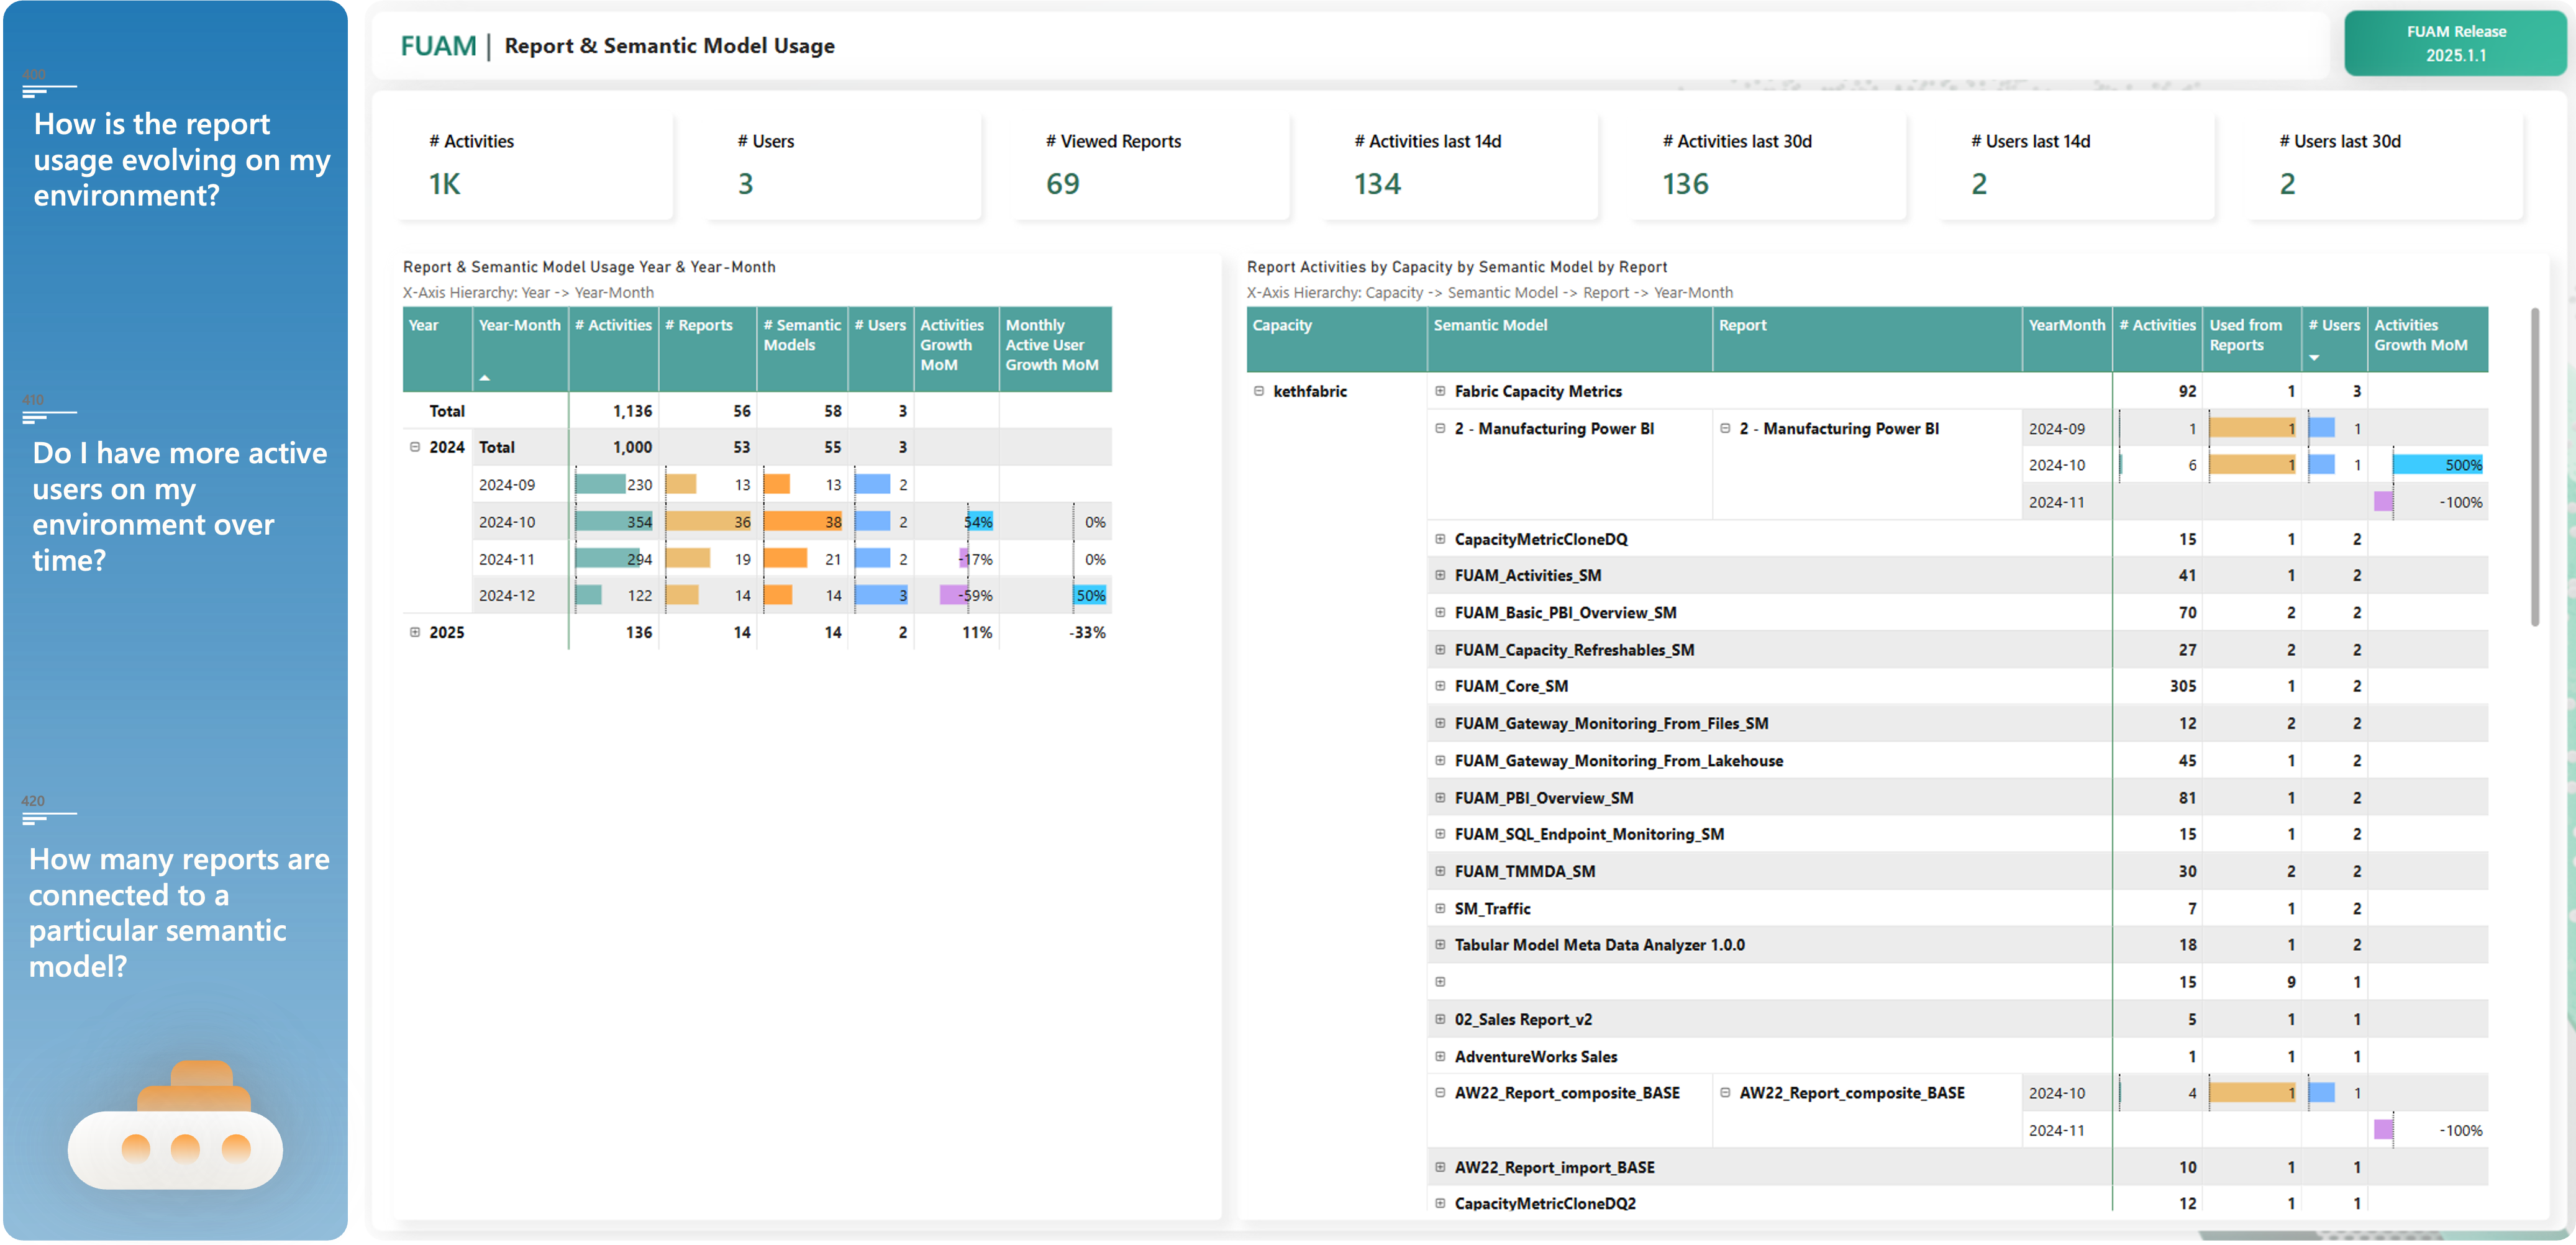 400
How is the report
usage evolving on my
environment?
410
Do I have more active
users on my
environment over
time?
420
How many reports are
connected to a
particular semantic
model?
FUAM | Report & Semantic Model Usage
FUAM Release
2025.1.1
# Activities
1K
# Users
3
# Viewed Reports
69
# Activities last 14d
134
# Activities last 30d
136
# Users last 14d
2
# Users last 30d
2
Report & Semantic Model Usage Year & Year-Month
X-Axis Hierarchy: Year -> Year-Month
Year Year-Month # Activities # Reports # Semantic Models # Users Activities Growth MoM Monthly Active User Growth MoM
Total 1,136 56 58 3
2024 Total 1,000 53 55 3
2024-09 230 13 13 2
2024-10 354 36 38 2 54% 0%
2024-11 294 19 21 2 -17% 0%
2024-12 122 14 14 3 -59% 50%
2025 136 14 14 2 11% -33%
Report Activities by Capacity by Semantic Model by Report
X-Axis Hierarchy: Capacity -> Semantic Model -> Report -> Year-Month
Capacity Semantic Model Report YearMonth # Activities Used from Reports # Users Activities Growth MoM
kethfabric Fabric Capacity Metrics 92 1 3
2 - Manufacturing Power BI 2 - Manufacturing Power BI 2024-09 1 1 1
2024-10 6 1 1 500%
2024-11 -100%
CapacityMetricCloneDQ 15 1 2
FUAM_Activities_SM 41 1 2
FUAM_Basic_PBI_Overview_SM 70 2 2
FUAM_Capacity_Refreshables_SM 27 2 2
FUAM_Core_SM 305 1 2
FUAM_Gateway_Monitoring_From_Files_SM 12 2 2
FUAM_Gateway_Monitoring_From_Lakehouse 45 1 2
FUAM_PBI_Overview_SM 81 1 2
FUAM_SQL_Endpoint_Monitoring_SM 15 1 2
FUAM_TMMDA_SM 30 2 2
SM_Traffic 7 1 2
Tabular Model Meta Data Analyzer 1.0.0 18 1 2
15 9 1
02_Sales Report_v2 5 1 1
AdventureWorks Sales 1 1 1
AW22_Report_composite_BASE AW22_Report_composite_BASE 2024-10 4 1 1
2024-11 -100%
AW22_Report_import_BASE 10 1 1
CapacityMetricCloneDQ2 12 1 1